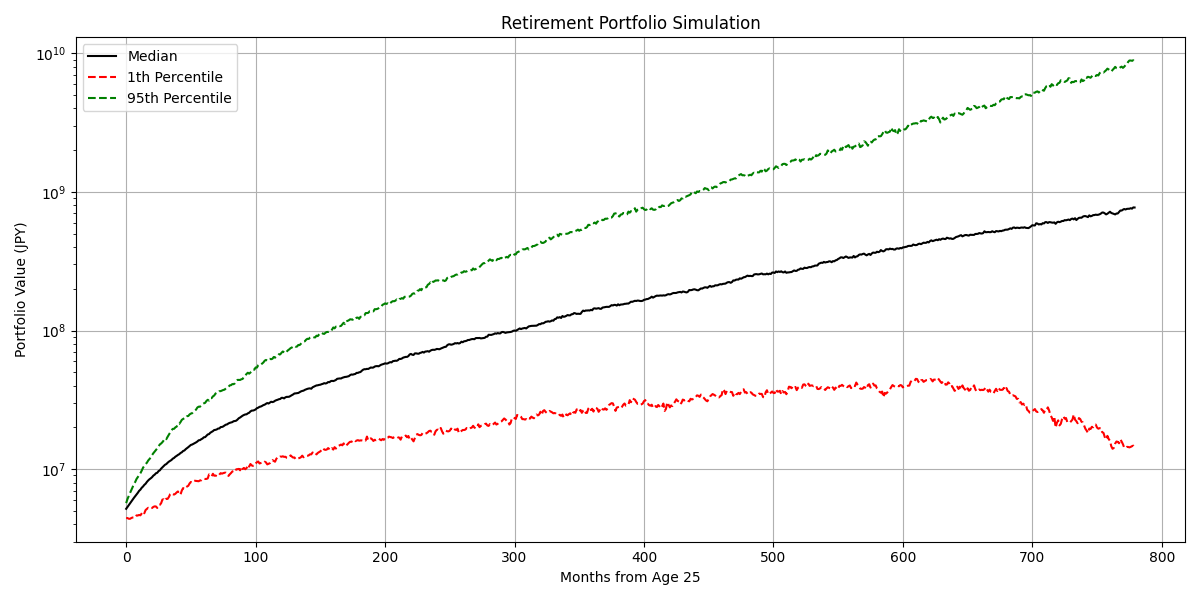 Retirement Portfolio Simulation
Median
1th Percentile
95th Percentile
Portfolio Value (JPY)
10^10
10^9
10^8
10^7
0 100 200 300 400 500 600 700 800
Months from Age 25